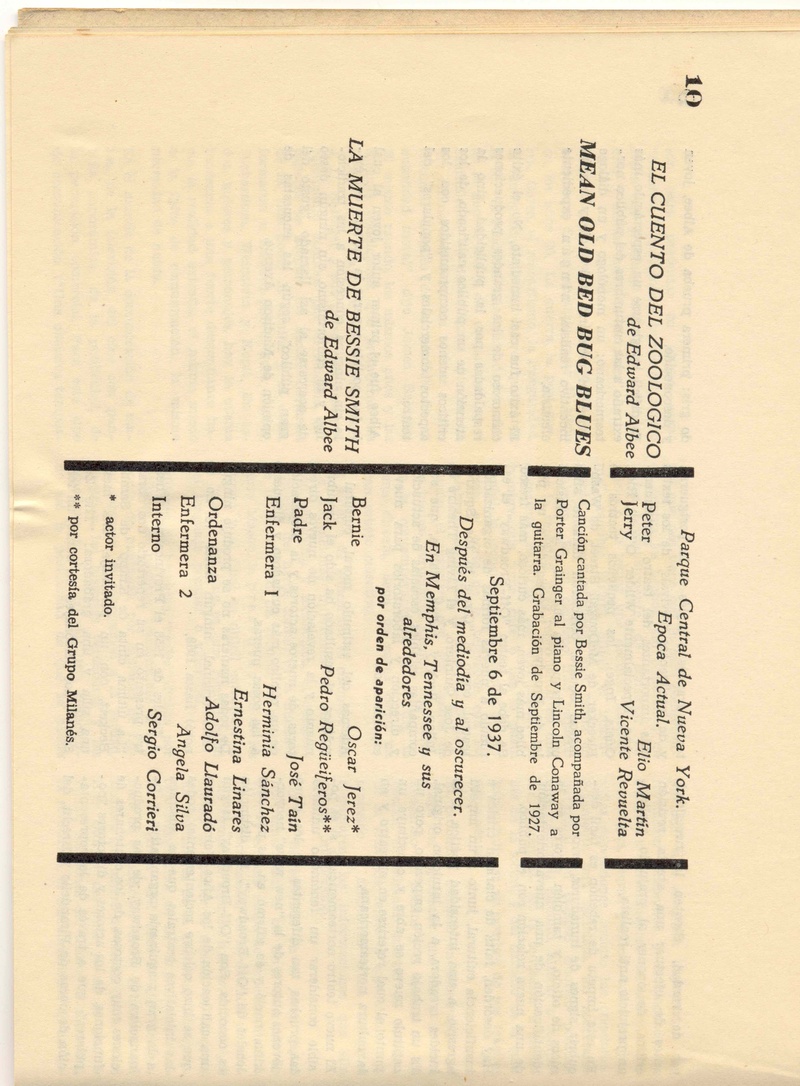 10
EL CUENTO DEL ZOOLOGICO
de Edward Albee
Parque Central de Nueva York.
Epoca Actual.
Peter Elio Martín
Jerry Vicente Revuelta
MEAN OLD BED BUG BLUES
Canción cantada por Bessie Smith, acompañada por
Porter Grainger al piano y Lincoln Conaway a
la guitarra. Grabación de Septiembre de 1927.
LA MUERTE DE BESSIE SMITH
de Edward Albee
Septiembre 6 de 1937.
Después del mediodía y al oscurecer.
En Memphis, Tennessee y sus
alrededores
por orden de aparición:
Bernie Oscar Jerez*
Jack Pedro Regüeiferos**
Padre José Tain
Enfermera 1 Herminia Sánchez
Ernestina Linares
Ordenanza Adolfo Llauradó
Enfermera 2 Angela Silva
Interno Sergio Corrieri
* actor invitado.
** por cortesía del Grupo Milanés.